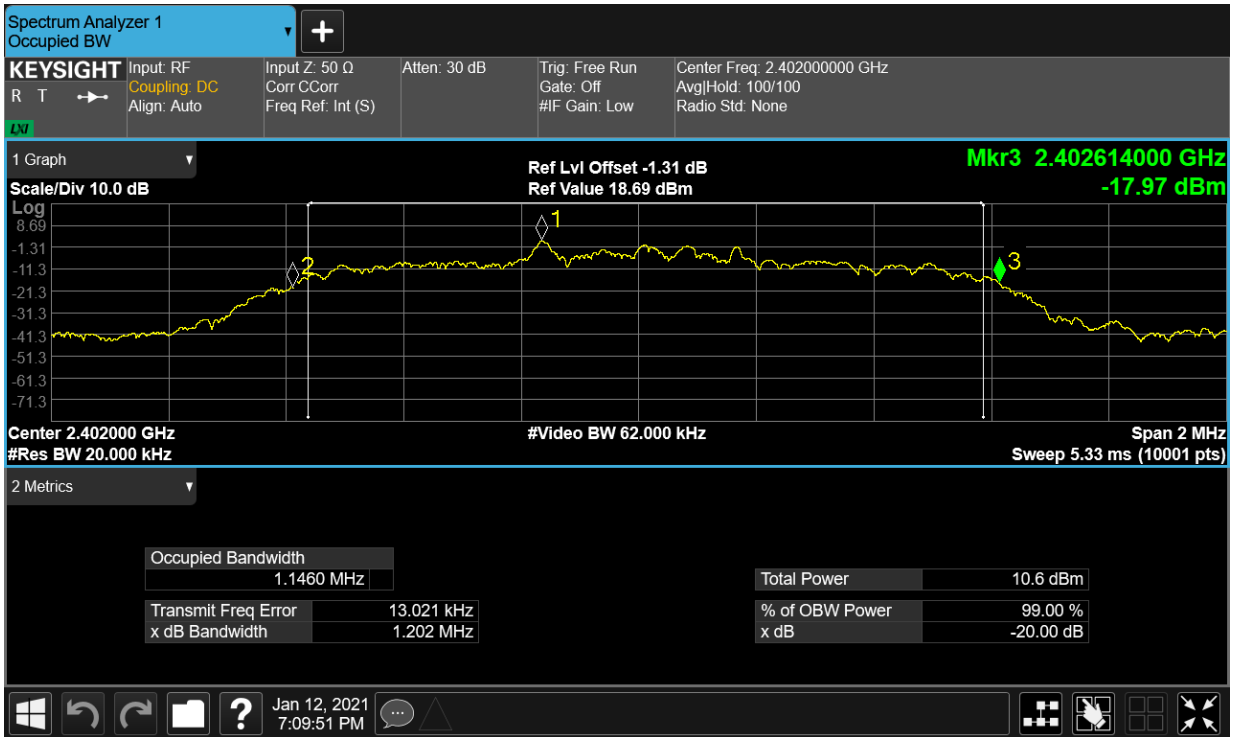 Spectrum Analyzer 1
Occupied BW
KEYSIGHT
R T
LXI
Input: RF
Coupling: DC
Align: Auto
Input Z: 50 Ω
Corr CCorr
Freq Ref: Int (S)
Atten: 30 dB
Trig: Free Run
Gate: Off
#IF Gain: Low
Center Freq: 2.402000000 GHz
Avg|Hold: 100/100
Radio Std: None
1 Graph
Scale/Div 10.0 dB
Ref Lvl Offset -1.31 dB
Ref Value 18.69 dBm
Mkr3 2.402614000 GHz
-17.97 dBm
Log
8.69
-1.31
-11.3
-21.3
-31.3
-41.3
-51.3
-61.3
-71.3
1
2
3
Center 2.402000 GHz
#Video BW 62.000 kHz
Span 2 MHz
#Res BW 20.000 kHz
Sweep 5.33 ms (10001 pts)
2 Metrics
Occupied Bandwidth
1.1460 MHz
Transmit Freq Error 13.021 kHz
x dB Bandwidth 1.202 MHz
Total Power 10.6 dBm
% of OBW Power 99.00 %
x dB -20.00 dB
?
Jan 12, 2021
7:09:51 PM